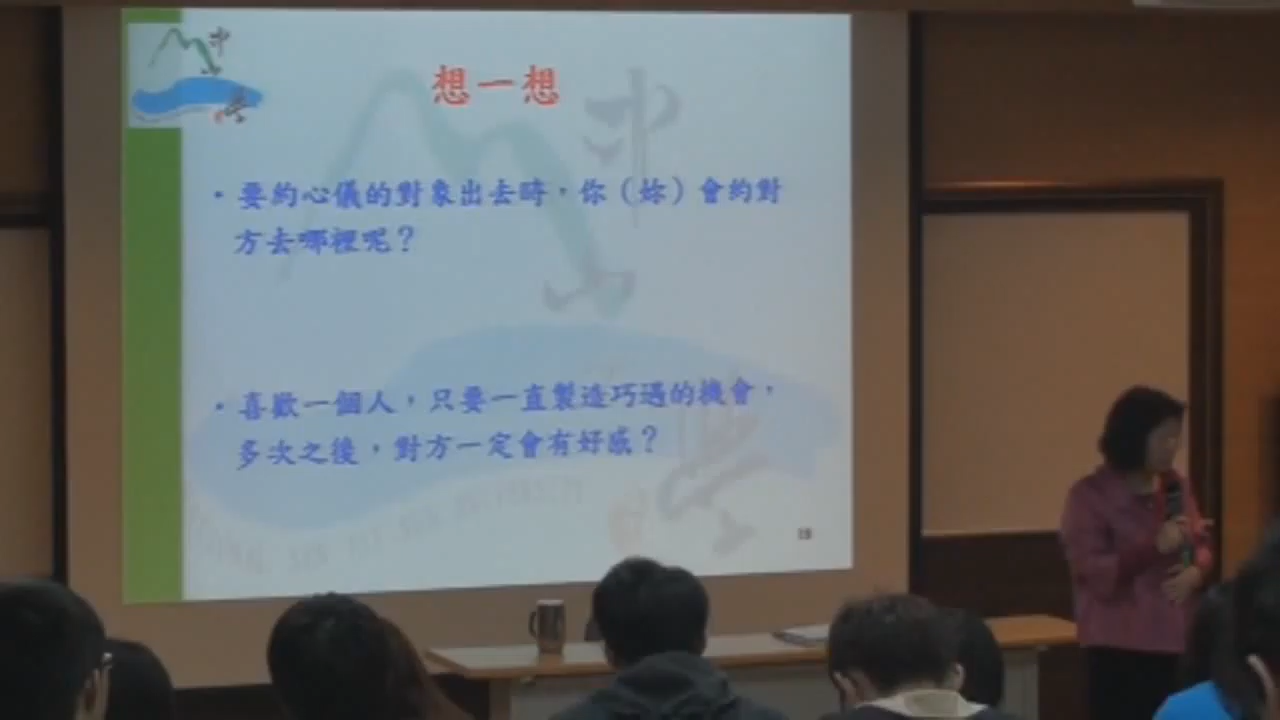 想一想
・要約心儀的對象出去時，你（妳）會約對
方去哪裡呢？
・喜歡一個人，只要一直製造巧遇的機會，
多次之後，對方一定會有好感？